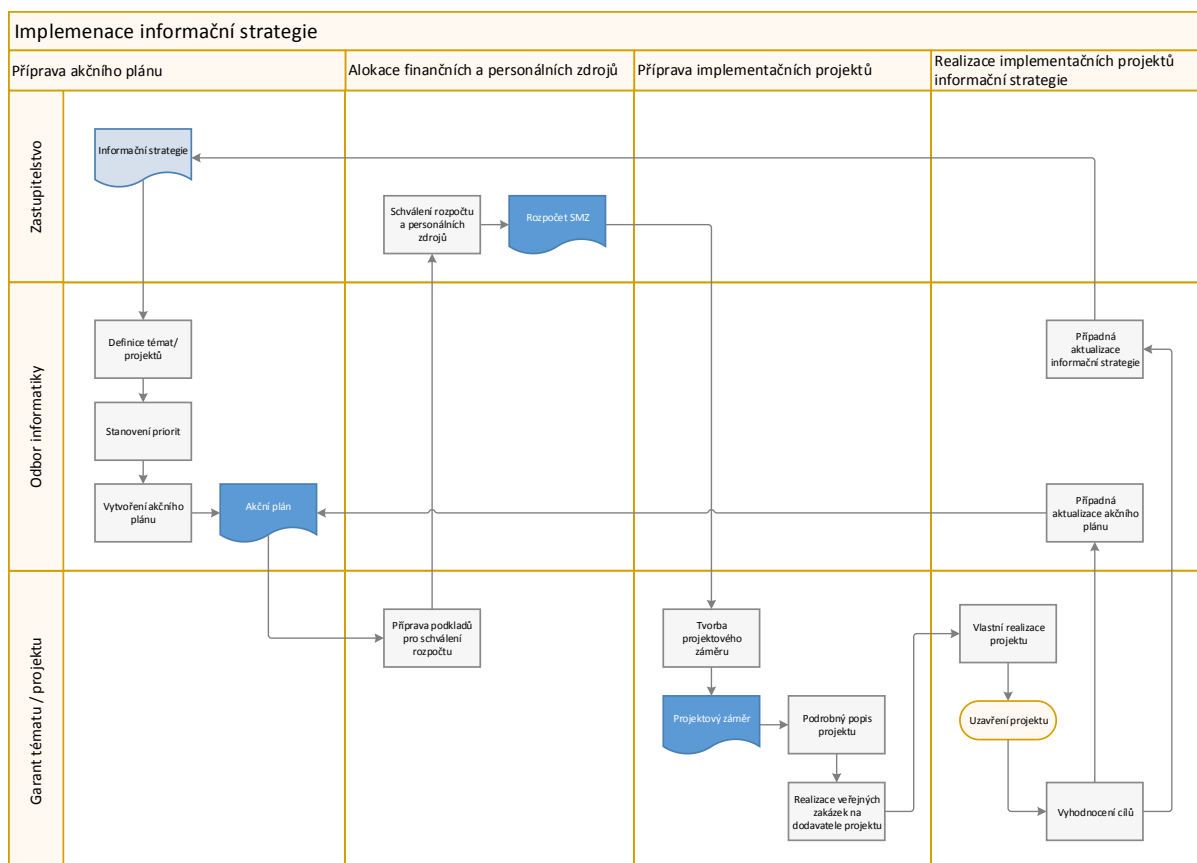 Implemenace informační strategie
Příprava akčního plánu
Alokace finančních a personálních zdrojů
Příprava implementačních projektů
Realizace implementačních projektů
informační strategie
Zastupitelstvo
Informační strategie
Schválení rozpočtu
a personálních
zdrojů
Rozpočet SMZ
Odbor informatiky
Definice témat/
projektů
Případná
aktualizace
informační strategie
Stanovení priorit
Vytvoření akčního
plánu
Akční plán
Případná
aktualizace akčního
plánu
Garant tématu / projektu
Příprava podkladů
pro schválení
rozpočtu
Tvorba
projektového
záměru
Vlastní realizace
projektu
Projektový záměr
Podrobný popis
projektu
Uzavření projektu
Realizace veřejných
zakázek na
dodavatele projektu
Vyhodnocení cílů